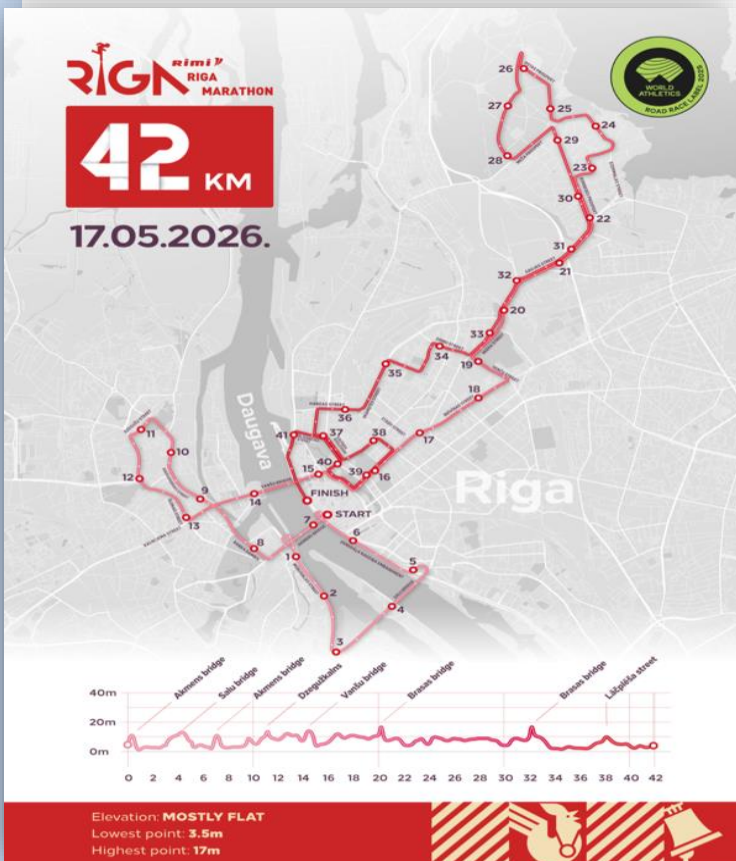 RIGA
rimi
RIGA
MARATHON
42 KM
17.05.2026.
WORLD
ATHLETICS
ROAD RACE LABEL 2025
26
27
25
24
28
29
23
30
22
31
21
32
20
33
34
19
35
18
36
17
41
37
38
40
39
16
15
Daugava
Riga
11
10
12
9
13
14
8
7
FINISH
START
6
5
1
2
4
3
Akmens bridge
Salu bridge
Akmens bridge
Dzegužkalns
Vanšu bridge
Brasas bridge
Brasas bridge
Lāčplēša street
40m
20m
0m
0 2 4 6 8 10 12 14 16 18 20 22 24 26 28 30 32 34 36 38 40 42
Elevation: MOSTLY FLAT
Lowest point: 3.5m
Highest point: 17m